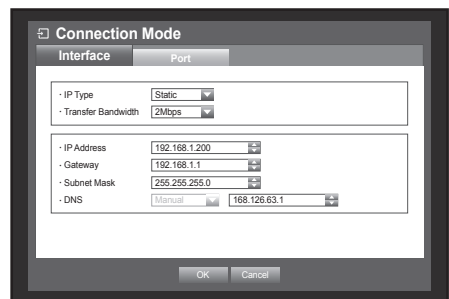 Connection Mode
Interface Port
· IP Type Static
· Transfer Bandwidth 2Mbps
· IP Address 192.168.1.200
· Gateway 192.168.1.1
· Subnet Mask 255.255.255.0
· DNS Manual 168.126.63.1
OK Cancel